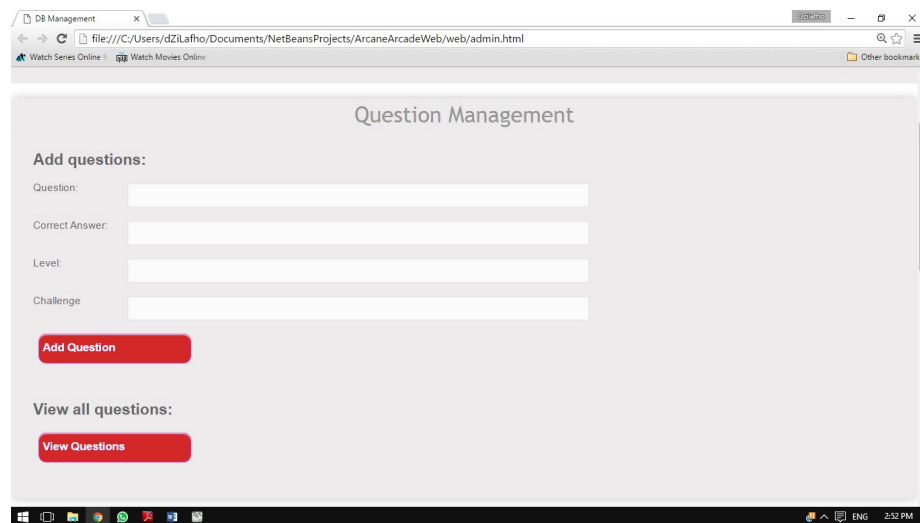 DB Management
DziLafho
file:///C:/Users/dZiLafho/Documents/NetBeansProjects/ArcaneArcadeWeb/web/admin.html
Watch Series Online
Watch Movies Online
Other bookmark
Question Management
Add questions:
Question:
Correct Answer:
Level:
Challenge
Add Question
View all questions:
View Questions
ENG
2:52 PM